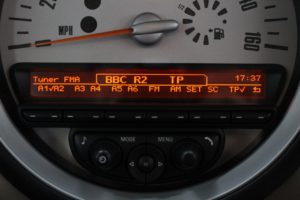 MPH
160
Tuner FMA BBC R2 TP 17:37
A1√A2 A3 A4 A5 A6 FM AM SET SC TP√
MODE MENU